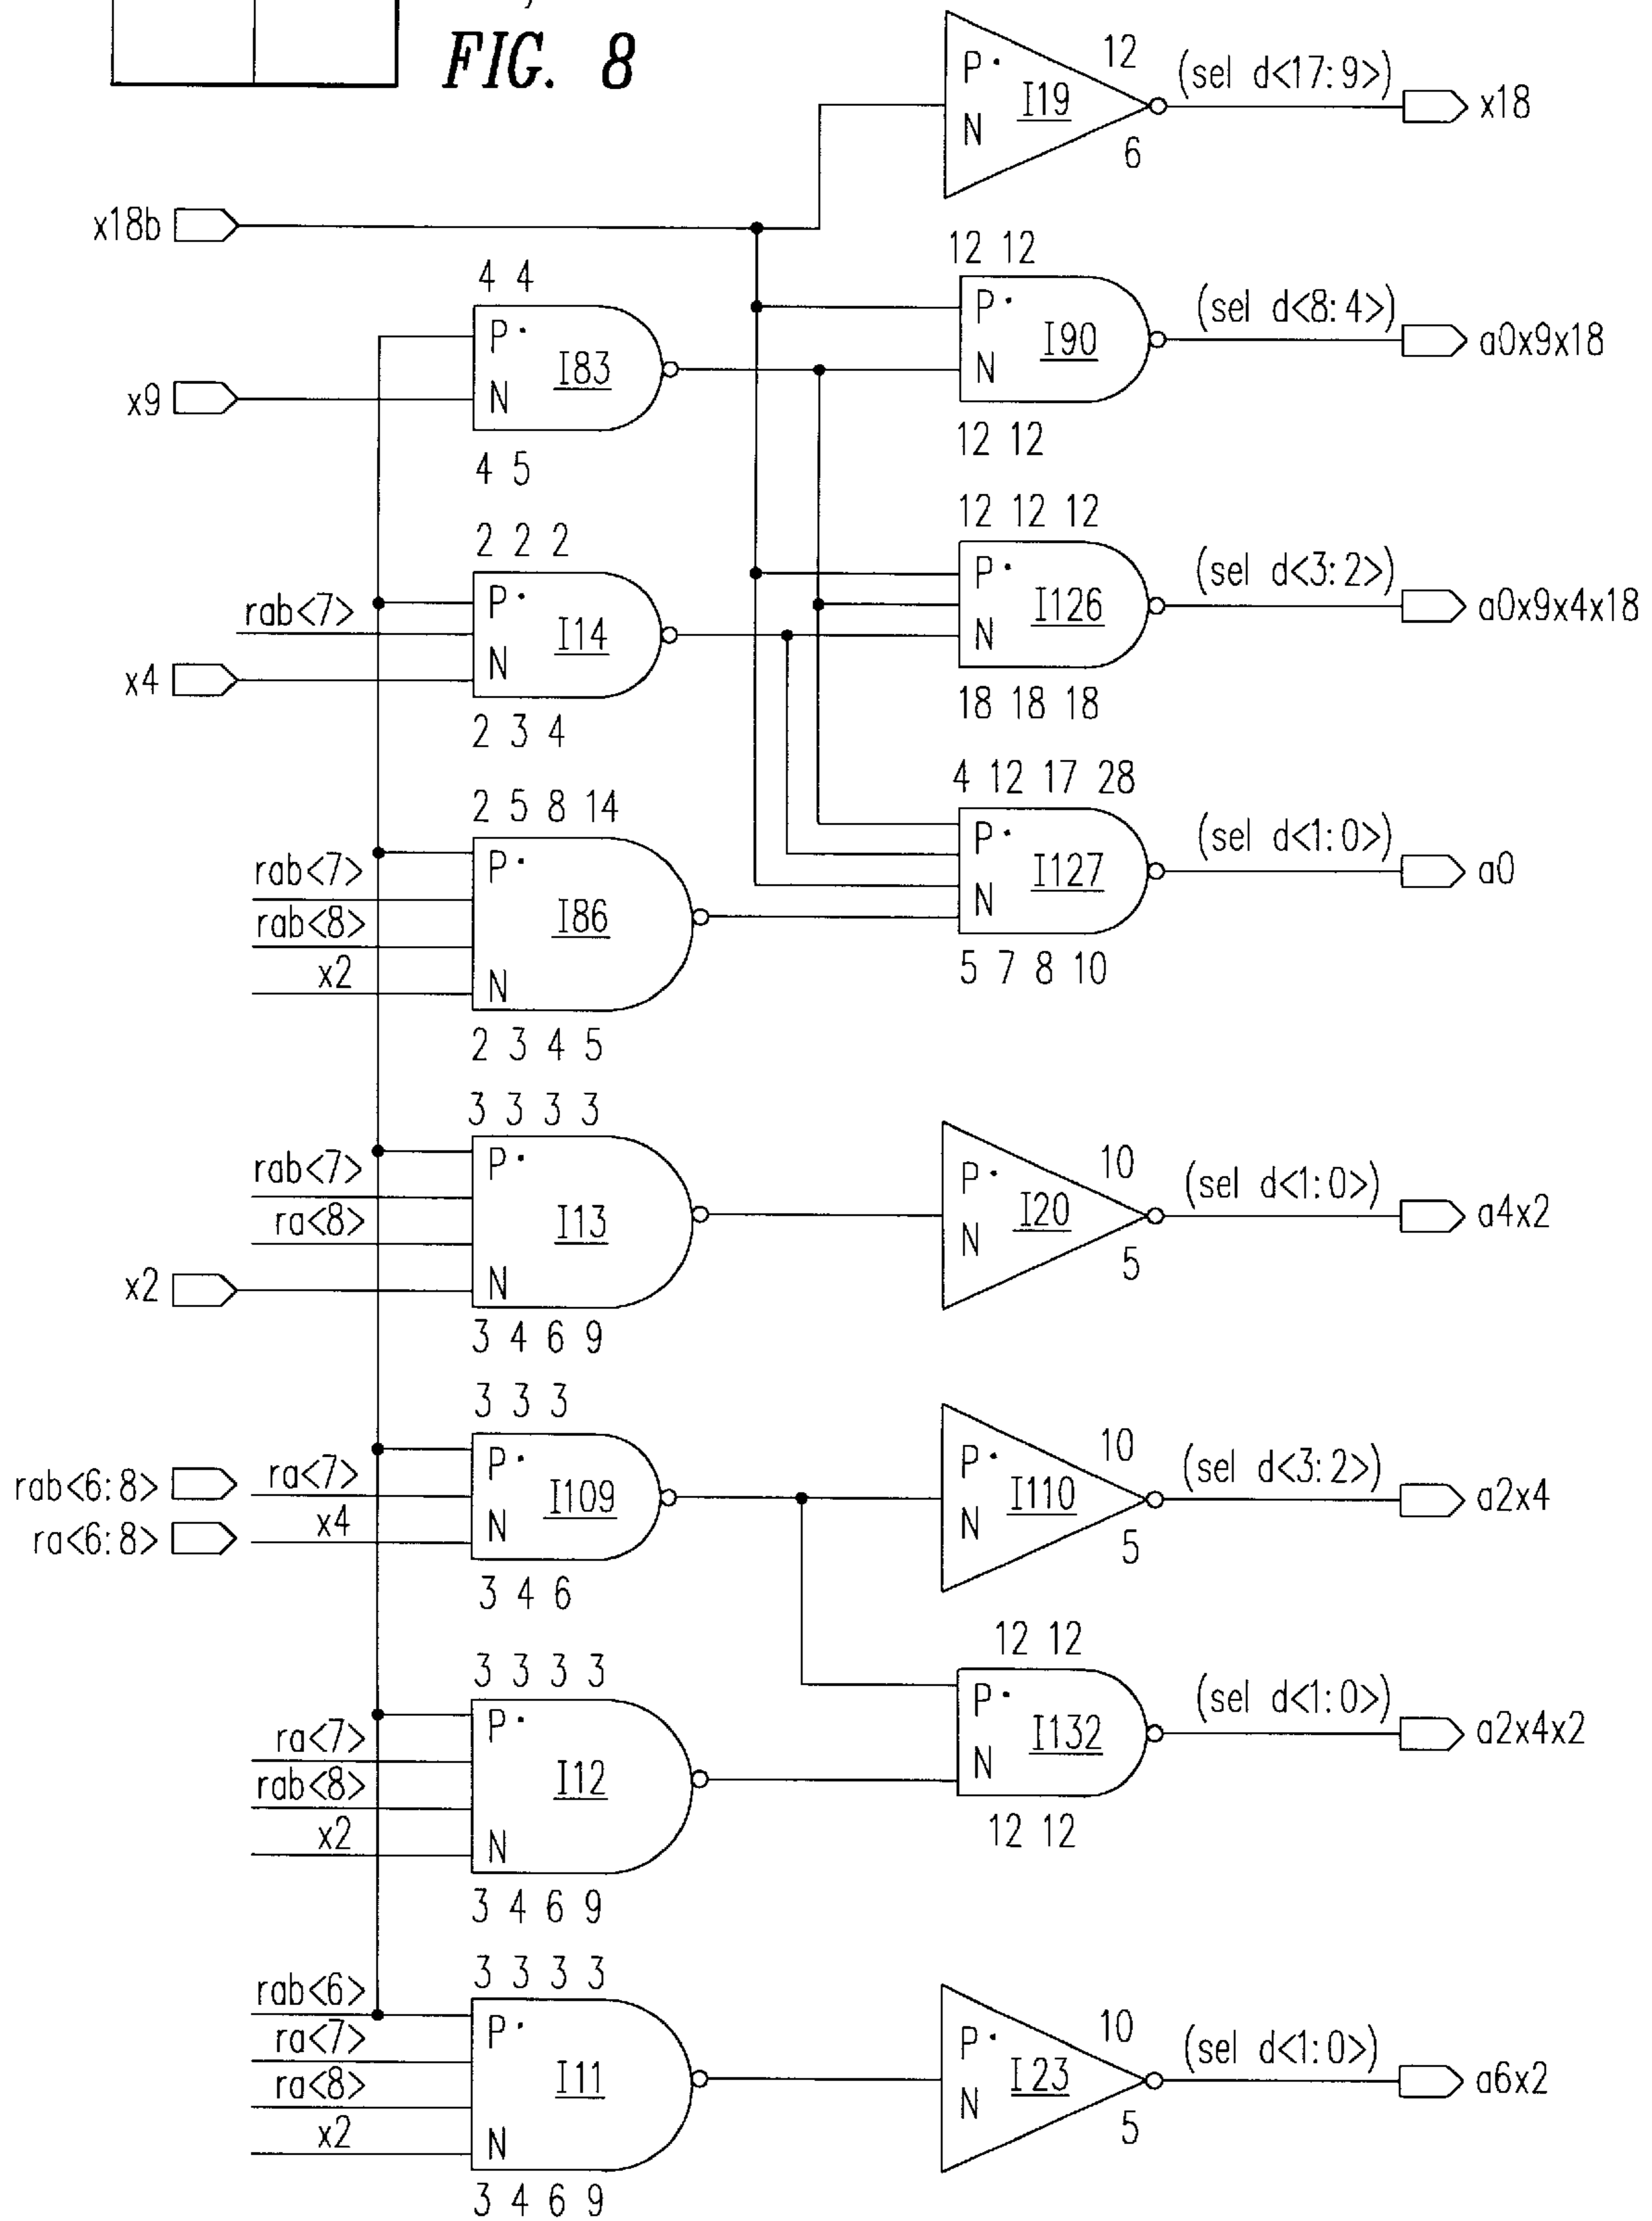 FIG. 8
P N I19 12 6 (sel d<17:9>) x18
x18b
12 12
P N I90 (sel d<8:4>) a0x9x18
12 12
4 4
P N I83
x9
4 5
12 12 12
P N I126 (sel d<3:2>) a0x9x4x18
18 18 18
2 2 2
rab<7> P N I14
x4
2 3 4
4 12 17 28
P N I127 (sel d<1:0>) a0
5 7 8 10
2 5 8 14
rab<7> P
rab<8> I86
x2 N
2 3 4 5
3 3 3 3
rab<7> P
ra<8> I13
x2 N
3 4 6 9
P N I20 10 5 (sel d<1:0>) a4x2
3 3 3
rab<6:8> ra<7> P I109
ra<6:8> x4 N
3 4 6
P N I110 10 5 (sel d<3:2>) a2x4
12 12
P N I132 (sel d<1:0>) a2x4x2
12 12
3 3 3 3
ra<7> P
rab<8> I12
x2 N
3 4 6 9
3 3 3 3
rab<6> P
ra<7>
ra<8> I11
x2 N
3 4 6 9
P N I23 10 5 (sel d<1:0>) a6x2